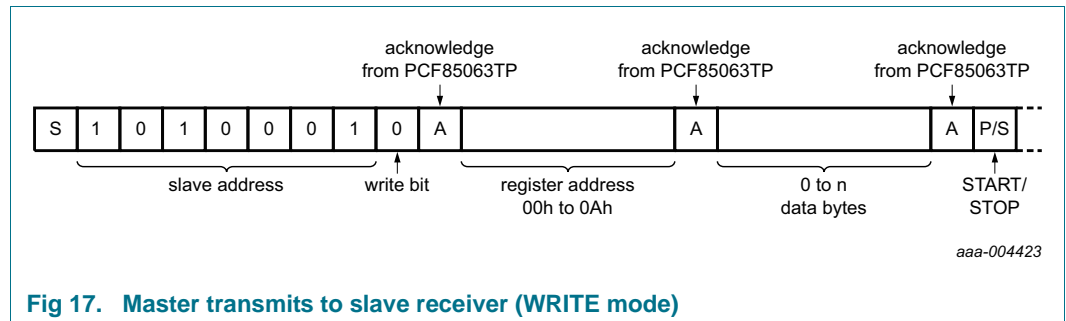 acknowledge acknowledge acknowledge
from PCF85063TP from PCF85063TP from PCF85063TP
S 1 0 1 0 0 0 1 0 A A A P/S
slave address write bit register address 0 to n START/
00h to 0Ah data bytes STOP
aaa-004423
Fig 17. Master transmits to slave receiver (WRITE mode)